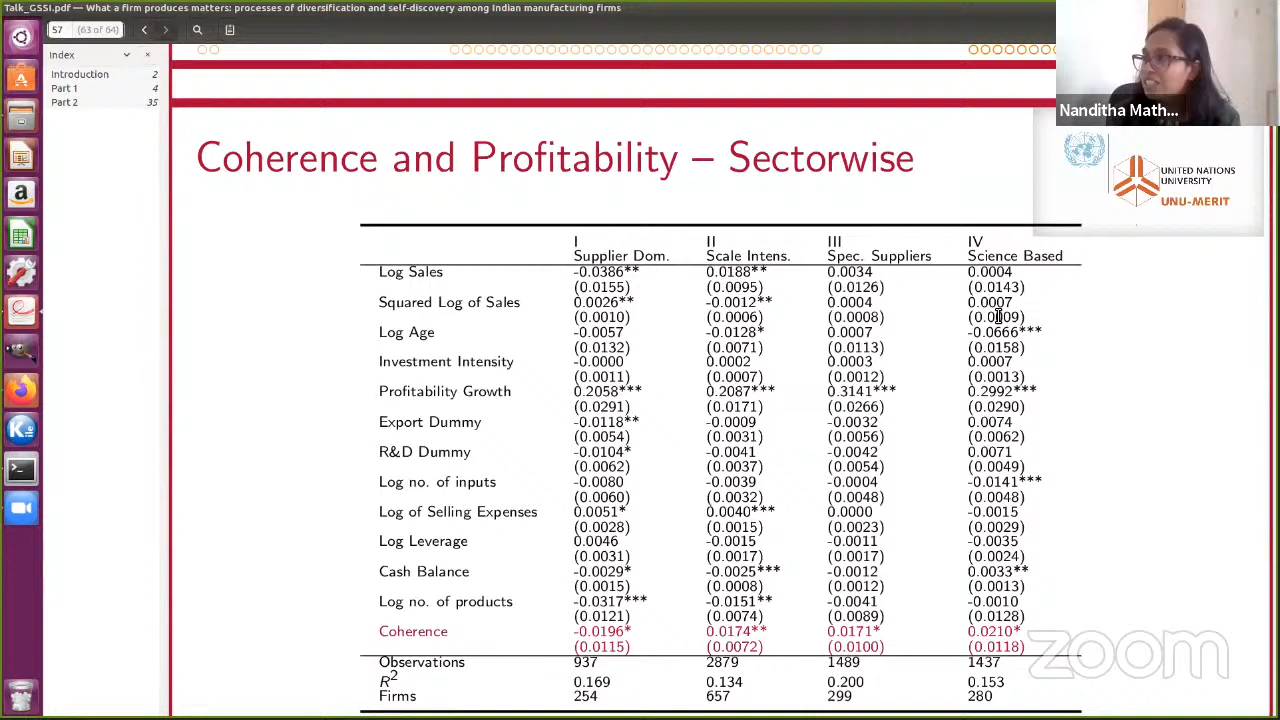 Talk_GSSI.pdf — What a firm produces matters: processes of diversification and self-discovery among Indian manufacturing firms
57 (63 of 64)
Index
Introduction 2
Part 1 4
Part 2 35
Nanditha Math...
UNITED NATIONS
UNIVERSITY
UNU-MERIT
Coherence and Profitability – Sectorwise
I II III IV
Supplier Dom. Scale Intens. Spec. Suppliers Science Based
Log Sales -0.0386** 0.0188** 0.0034 0.0004
(0.0155) (0.0095) (0.0126) (0.0143)
Squared Log of Sales 0.0026** -0.0012** 0.0004 0.0007
(0.0010) (0.0006) (0.0008) (0.0009)
Log Age -0.0057 -0.0128* 0.0007 -0.0666***
(0.0132) (0.0071) (0.0113) (0.0158)
Investment Intensity -0.0000 0.0002 0.0003 0.0007
(0.0011) (0.0007) (0.0012) (0.0013)
Profitability Growth 0.2058*** 0.2087*** 0.3141*** 0.2992***
(0.0291) (0.0171) (0.0266) (0.0290)
Export Dummy -0.0118** -0.0009 -0.0032 0.0074
(0.0054) (0.0031) (0.0056) (0.0062)
R&D Dummy -0.0104* -0.0041 -0.0042 0.0071
(0.0062) (0.0037) (0.0054) (0.0049)
Log no. of inputs -0.0080 -0.0039 -0.0004 -0.0141***
(0.0060) (0.0032) (0.0048) (0.0048)
Log of Selling Expenses 0.0051* 0.0040*** 0.0000 -0.0015
(0.0028) (0.0015) (0.0023) (0.0029)
Log Leverage 0.0046 -0.0015 -0.0011 -0.0035
(0.0031) (0.0017) (0.0017) (0.0024)
Cash Balance -0.0029* -0.0025*** -0.0012 0.0033**
(0.0015) (0.0008) (0.0012) (0.0013)
Log no. of products -0.0317*** -0.0151** -0.0041 -0.0010
(0.0121) (0.0074) (0.0089) (0.0128)
Coherence -0.0196* 0.0174** 0.0171* 0.0210*
(0.0115) (0.0072) (0.0100) (0.0118)
Observations 937 2879 1489 1437
R2 0.169 0.134 0.200 0.153
Firms 254 657 299 280
zoom